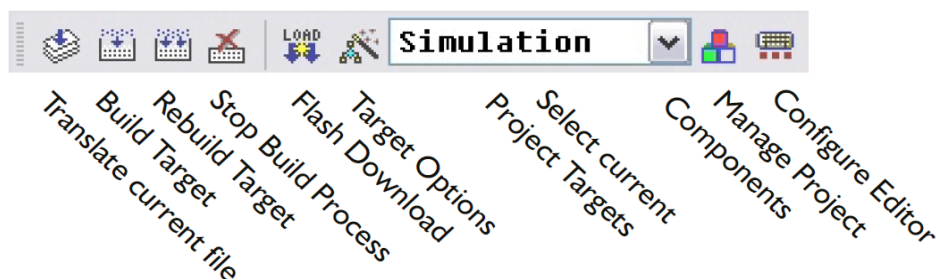 LOAD
Simulation
Translate current file
Build Target
Rebuild Target
Stop Build Process
Flash Download
Target Options
Select current
Project Targets
Manage Project
Components
Configure Editor